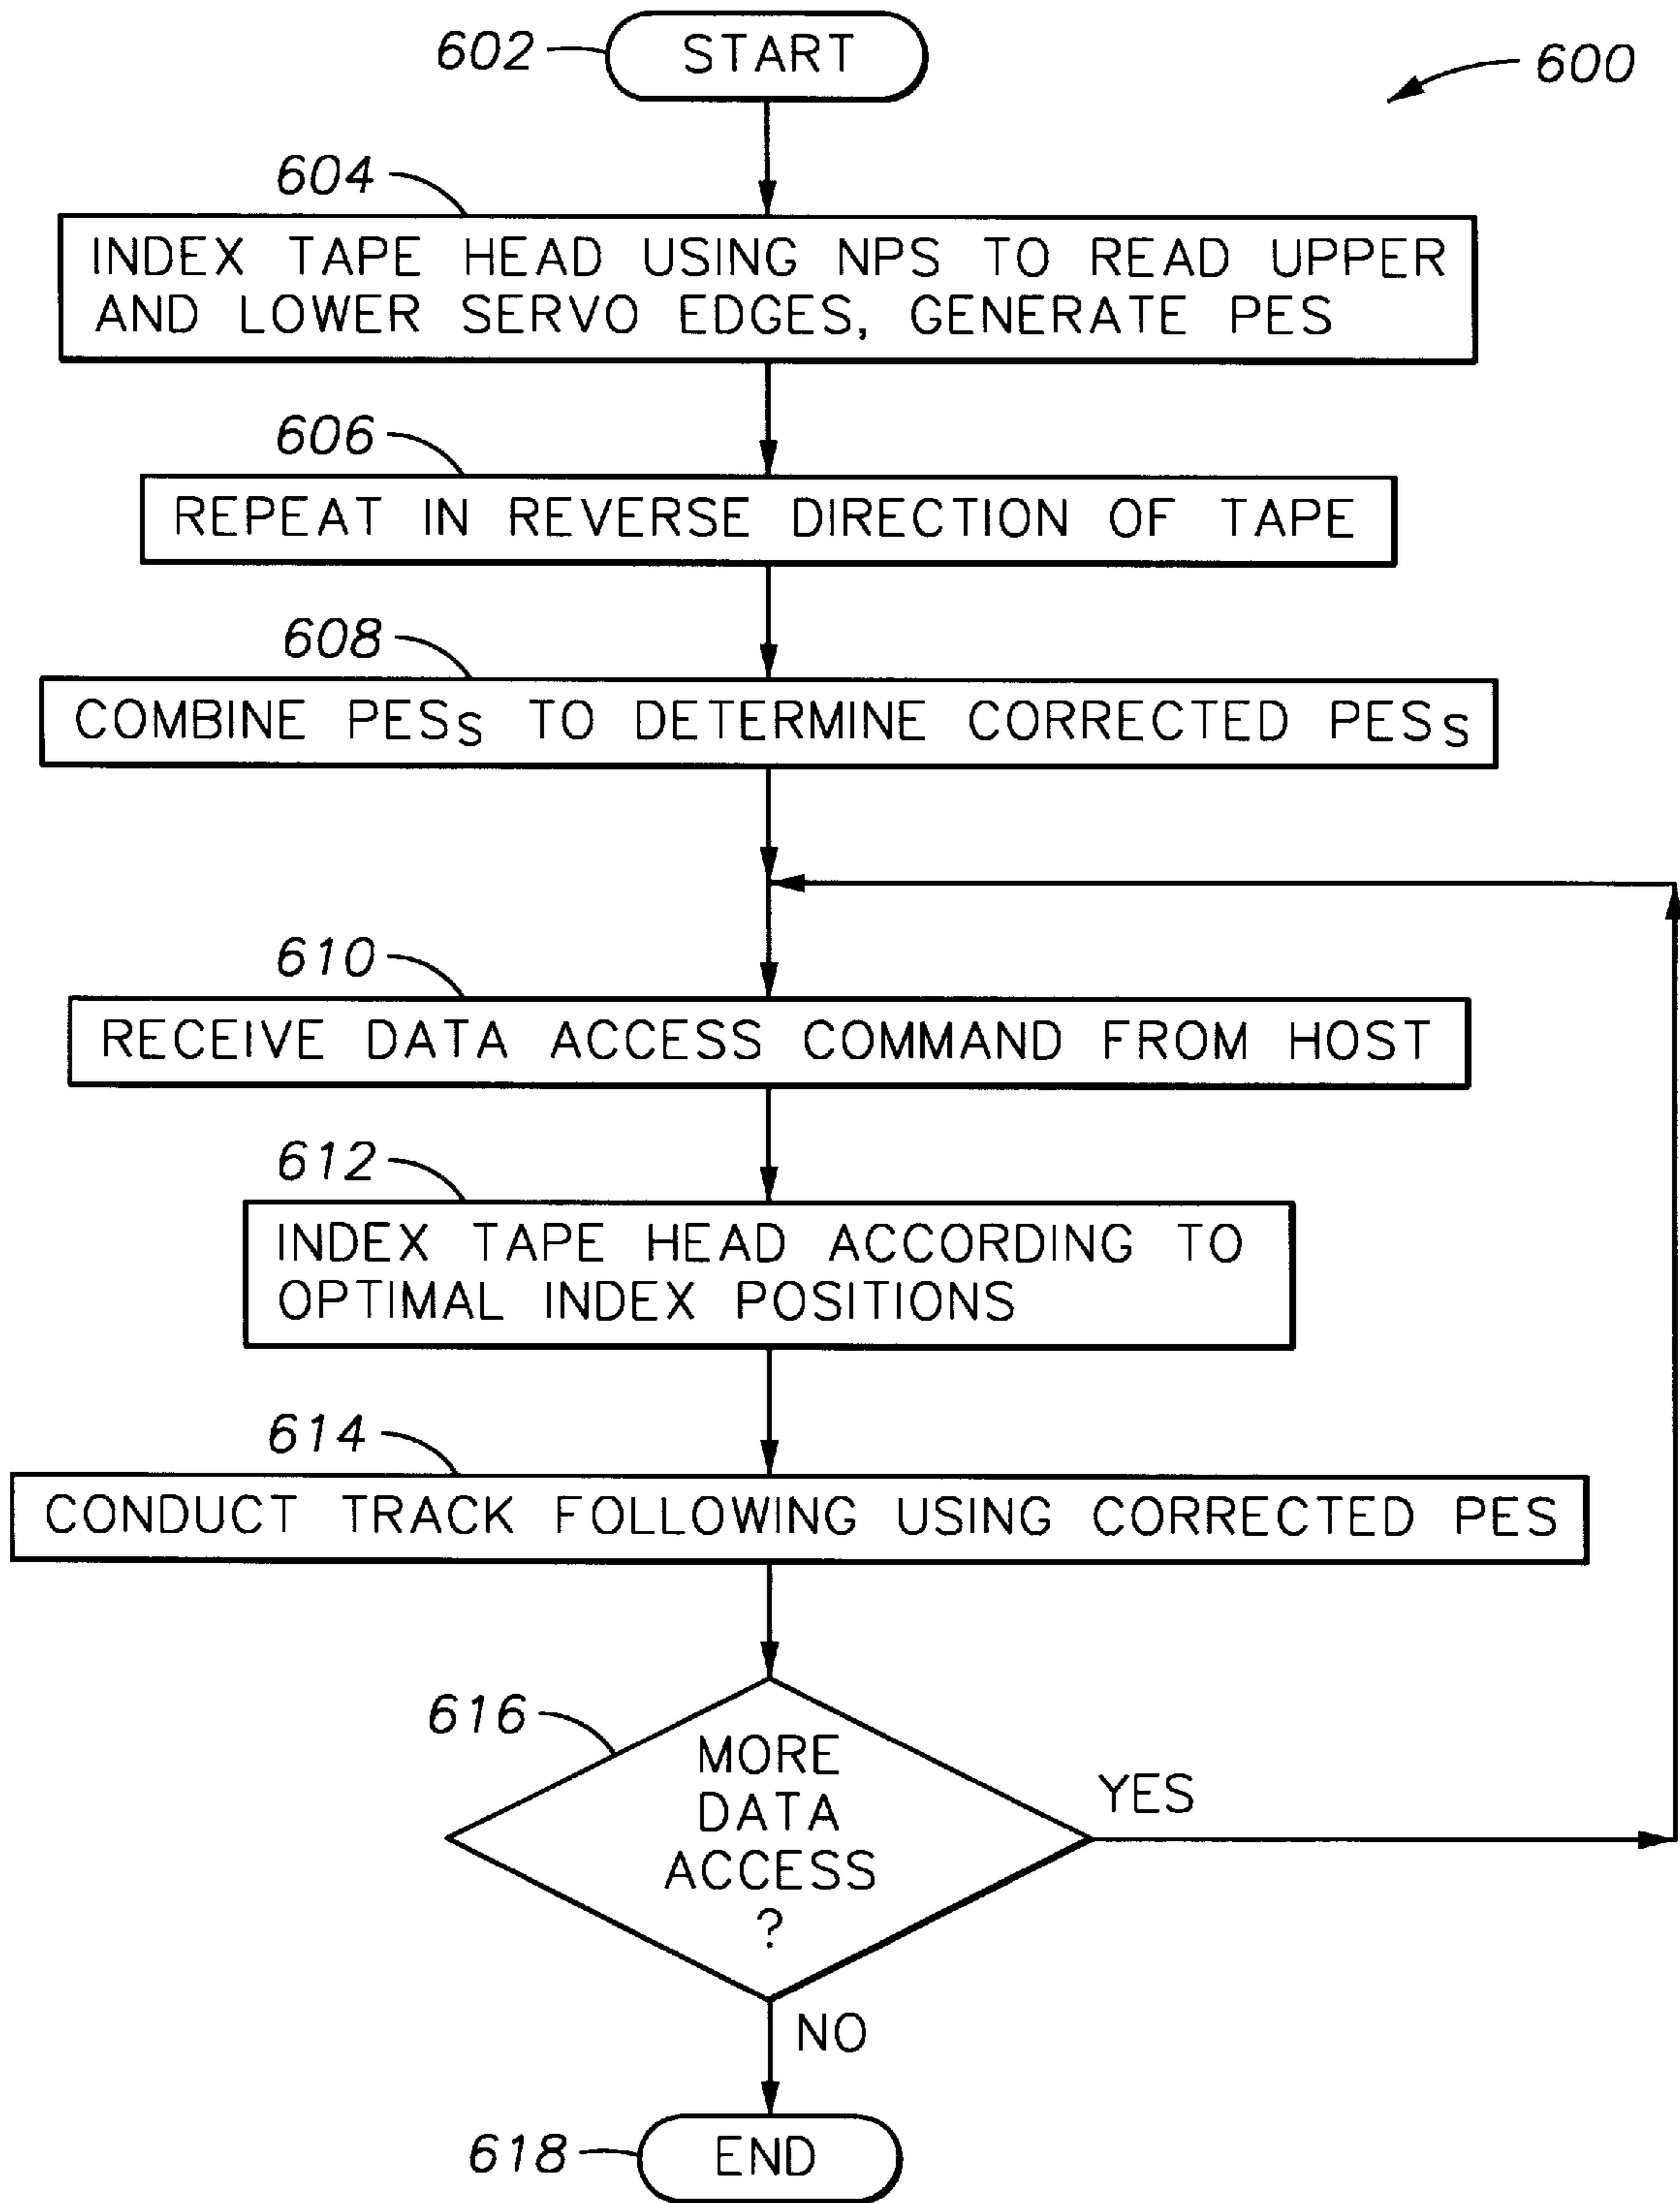 602
START
600
604
INDEX TAPE HEAD USING NPS TO READ UPPER
AND LOWER SERVO EDGES, GENERATE PES
606
REPEAT IN REVERSE DIRECTION OF TAPE
608
COMBINE PESS TO DETERMINE CORRECTED PESS
610
RECEIVE DATA ACCESS COMMAND FROM HOST
612
INDEX TAPE HEAD ACCORDING TO
OPTIMAL INDEX POSITIONS
614
CONDUCT TRACK FOLLOWING USING CORRECTED PES
616
MORE
DATA
ACCESS
?
YES
NO
618
END